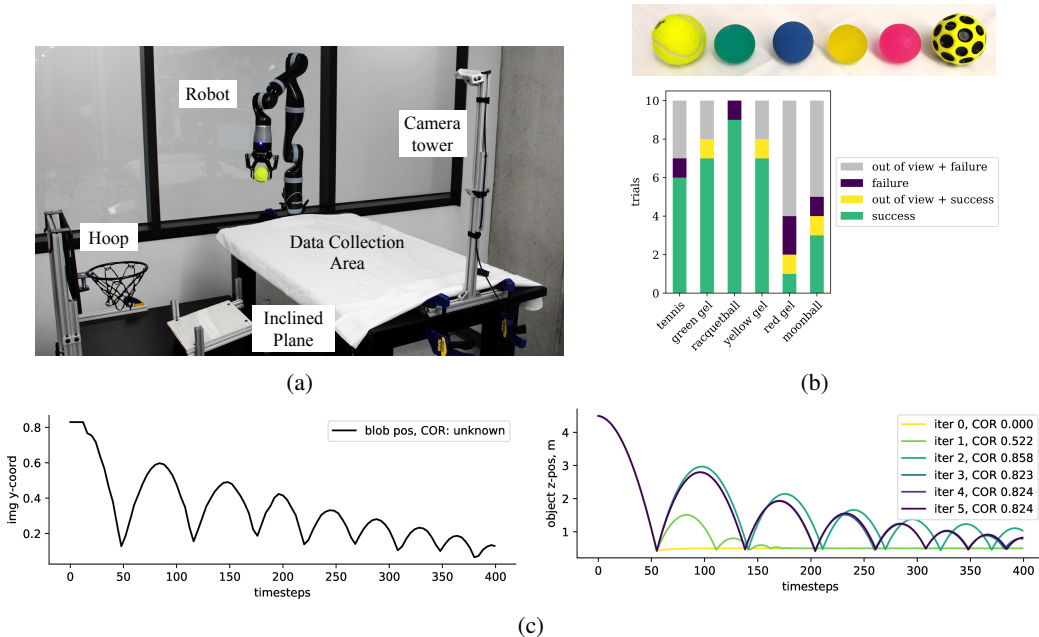 Robot
Camera
tower
Hoop
Data Collection
Area
Inclined
Plane
(a)
10
8
6
4
2
0
trials
tennis
green gel
racquetball
yellow gel
red gel
moonball
out of view + failure
failure
out of view + success
success
(b)
0.8
0.6
0.4
0.2
img y-coord
0
50
100
150
200
250
300
350
400
timesteps
blob pos, COR: unknown
4
3
2
1
object z-pos, m
0
50
100
150
200
250
300
350
400
timesteps
iter 0, COR 0.000
iter 1, COR 0.522
iter 2, COR 0.858
iter 3, COR 0.823
iter 4, COR 0.824
iter 5, COR 0.824
(c)